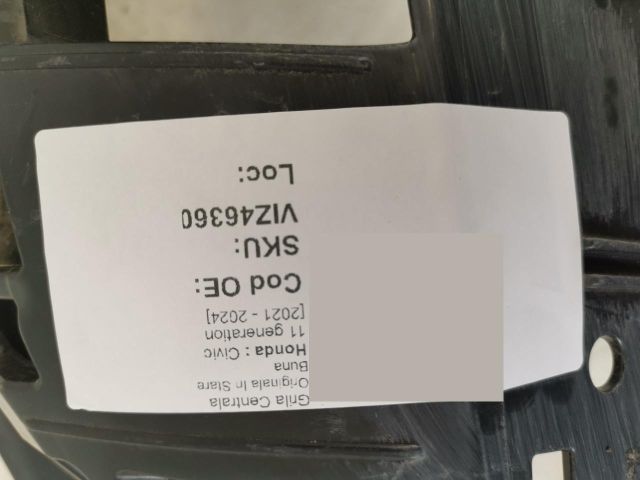 Grila Centrala
Originala In Stare
Buna
Honda : Civic
11 generation
[2021 - 2024]
Cod OE:
SKU:
VIZ46360
Loc: